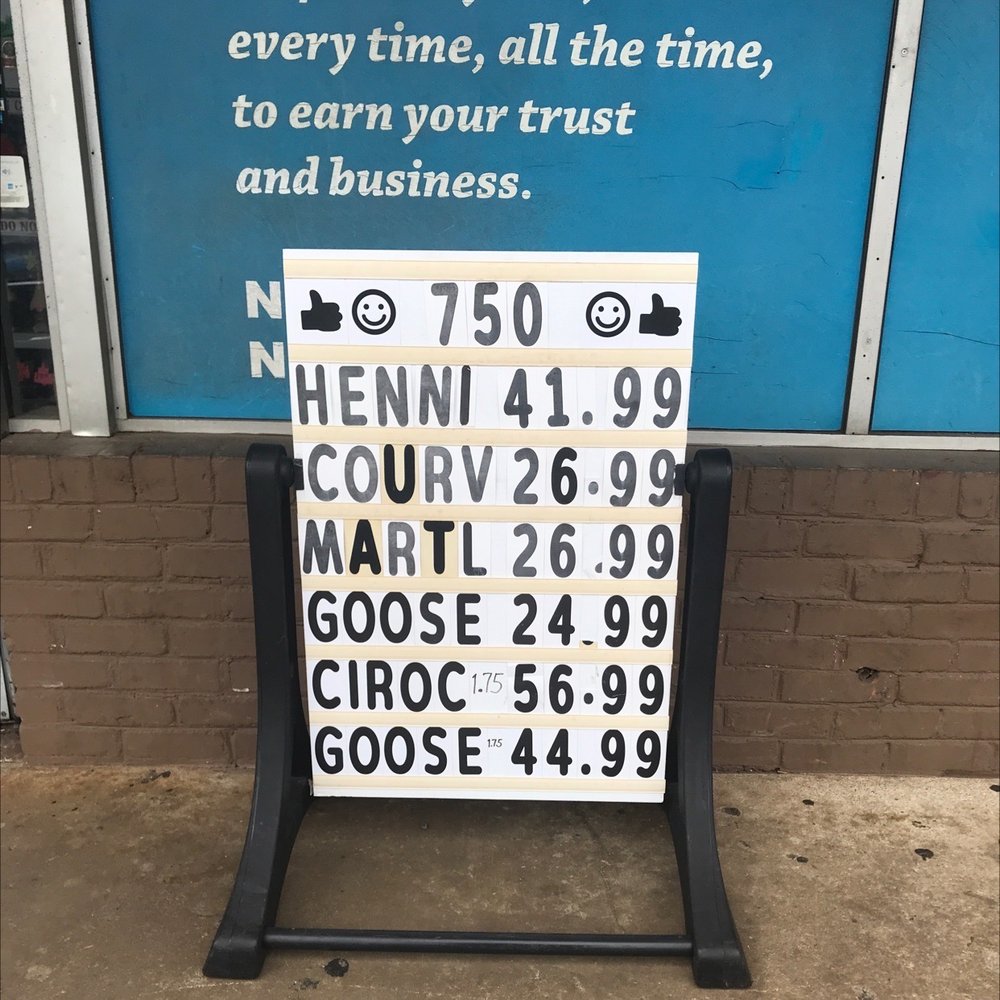 every time, all the time,
to earn your trust
and business.
N
N
750
HENNI 41.99
COURV 26.99
MARTL 26.99
GOOSE 24.99
CIROC 1.75 56.99
GOOSE 1.75 44.99